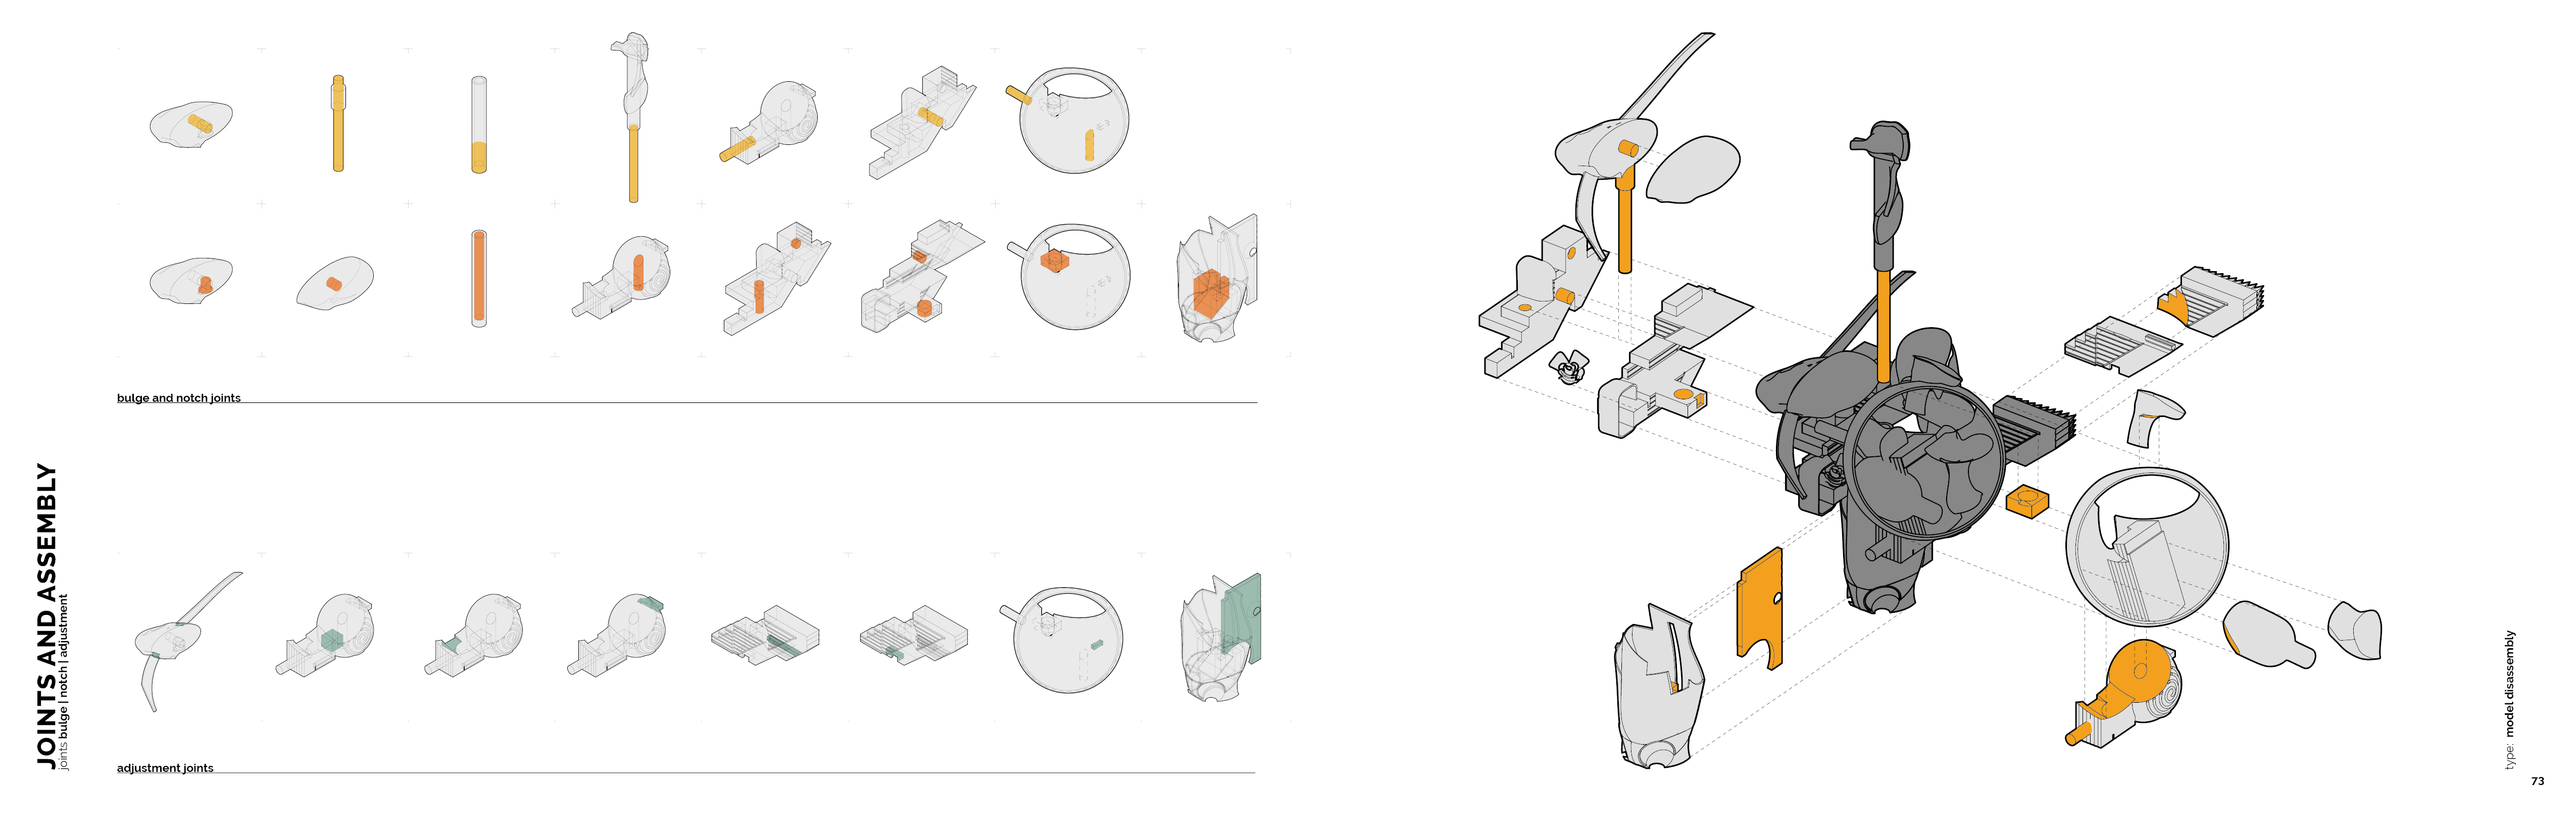 JOINTS AND ASSEMBLY
joints bulge | notch | adjustment
bulge and notch joints
adjustment joints
type: model disassembly
73